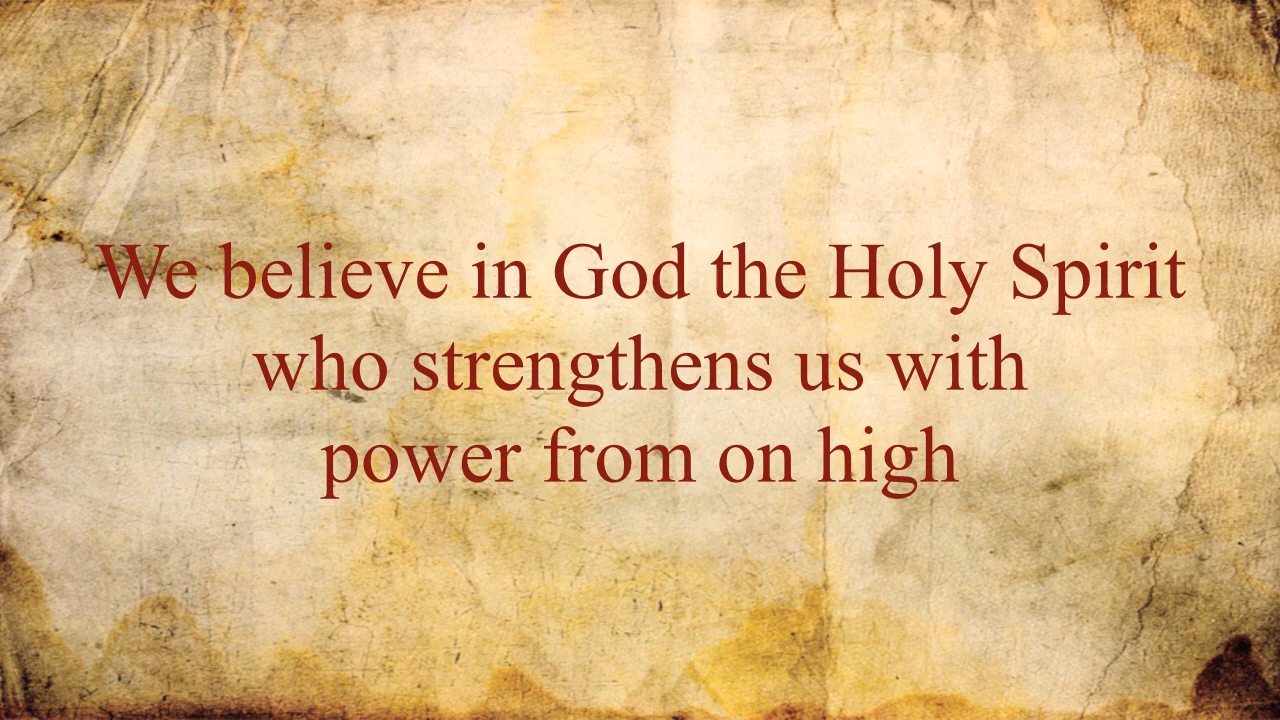 We believe in God the Holy Spirit
who strengthens us with
power from on high